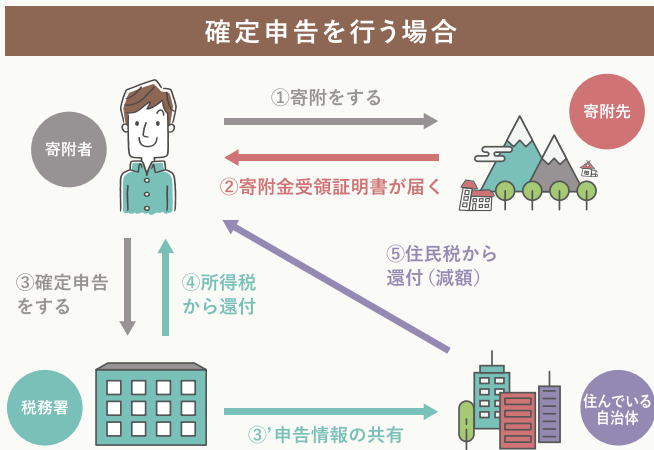 確定申告を行う場合
①寄附をする
寄附者
寄附先
②寄附金受領証明書が届く
③確定申告
をする
④所得税
から還付
⑤住民税から
還付（減額）
税務署
住んでいる
自治体
③’申告情報の共有